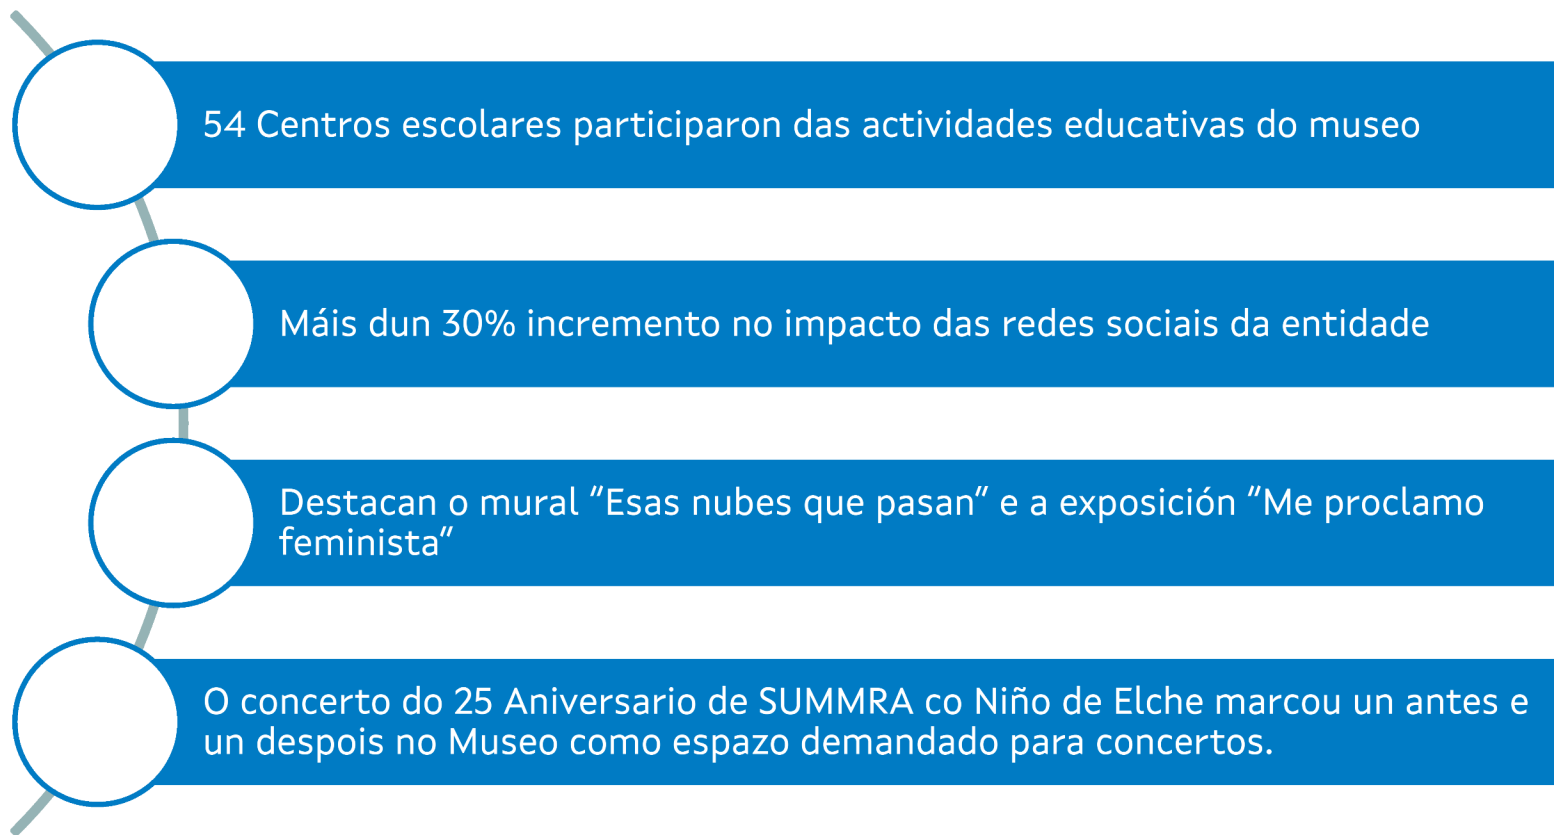 54 Centros escolares participaron das actividades educativas do museo
Máis dun 30% incremento no impacto das redes sociais da entidade
Destacan o mural “Esas nubes que pasan” e a exposición “Me proclamo
feminista”
O concerto do 25 Aniversario de SUMMRA co Niño de Elche marcou un antes e
un despois no Museo como espazo demandado para concertos.